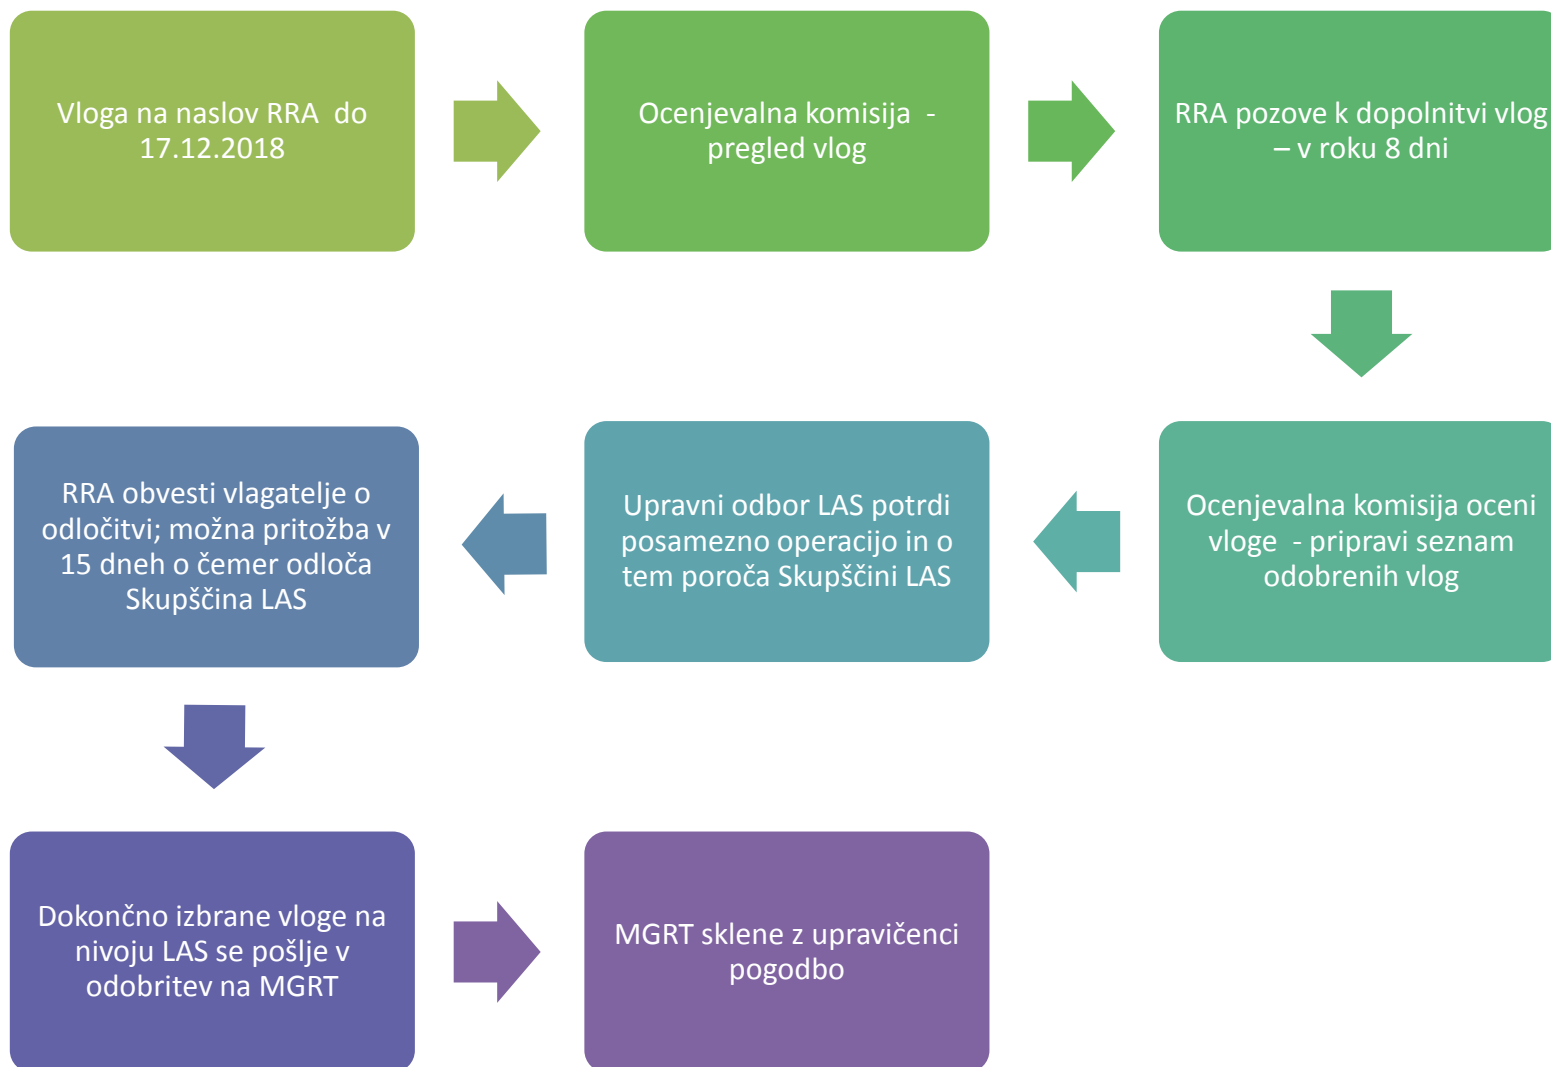 Vloga na naslov RRA  do
17.12.2018
Ocenjevalna komisija  -
pregled vlog
RRA pozove k dopolnitvi vlog
– v roku 8 dni
Ocenjevalna komisija oceni
vloge  - pripravi seznam
odobrenih vlog
Upravni odbor LAS potrdi
posamezno operacijo in o
tem poroča Skupščini LAS
RRA obvesti vlagatelje o
odločitvi; možna pritožba v
15 dneh o čemer odloča
Skupščina LAS
Dokončno izbrane vloge na
nivoju LAS se pošlje v
odobritev na MGRT
MGRT sklene z upravičenci
pogodbo